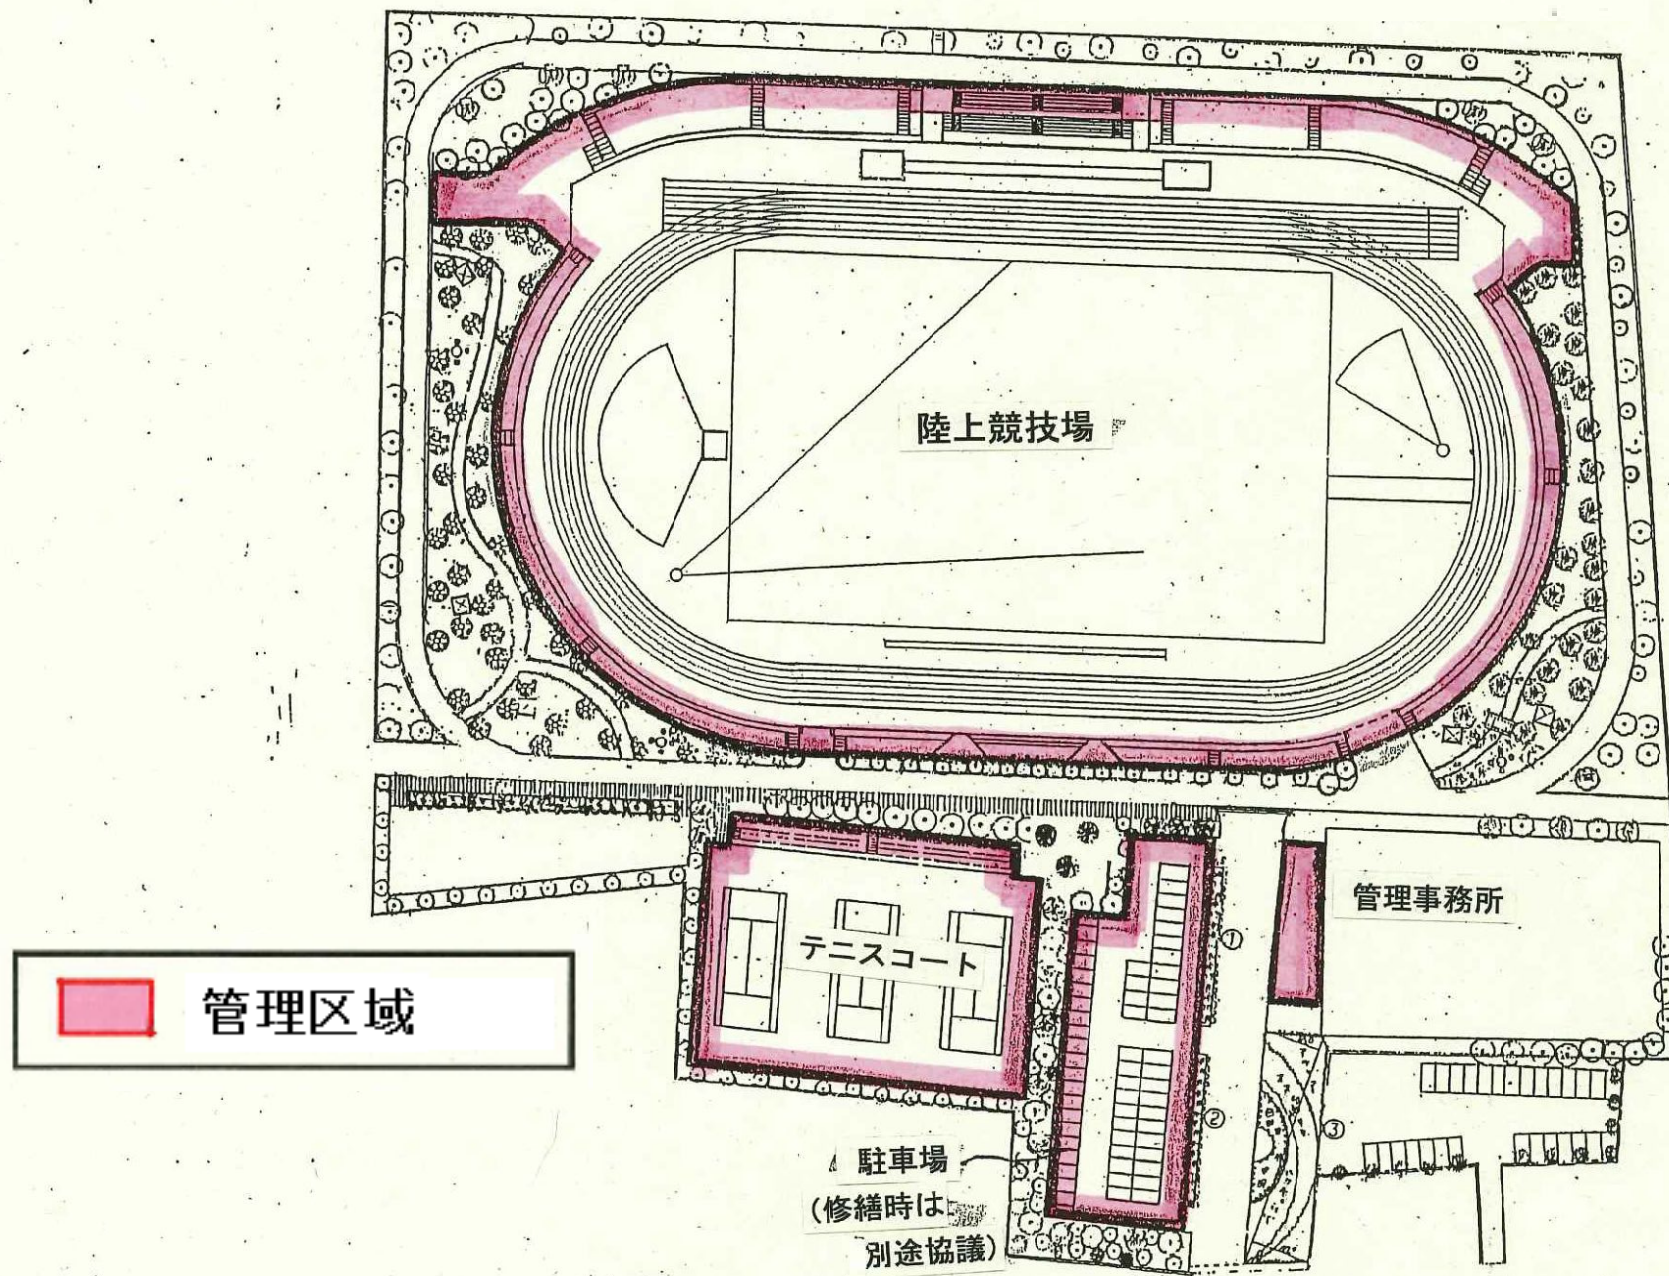 陸上競技場
管理事務所
テニスコート
管理区域
①
②
③
駐車場
(修繕時は
別途協議)